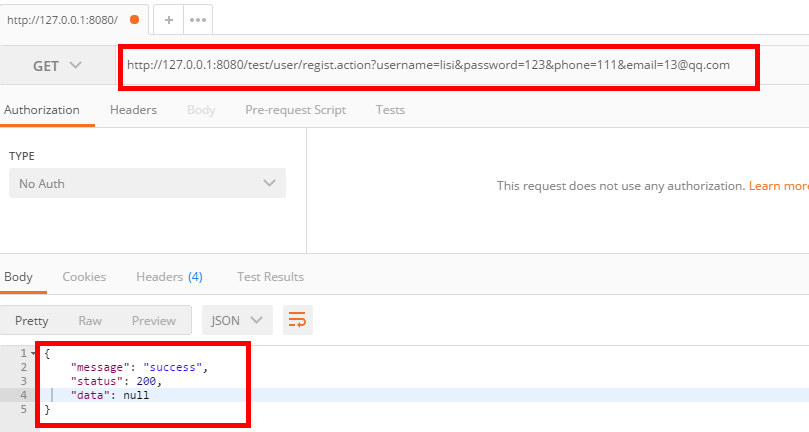 http://127.0.0.1:8080/
GET http://127.0.0.1:8080/test/user/regist.action?username=lisi&password=123&phone=111&email=13@qq.com
Authorization Headers Body Pre-request Script Tests
TYPE
No Auth
This request does not use any authorization. Learn more
Body Cookies Headers (4) Test Results
Pretty Raw Preview JSON
1 {
2 "message": "success",
3 "status": 200,
4 "data": null
5 }